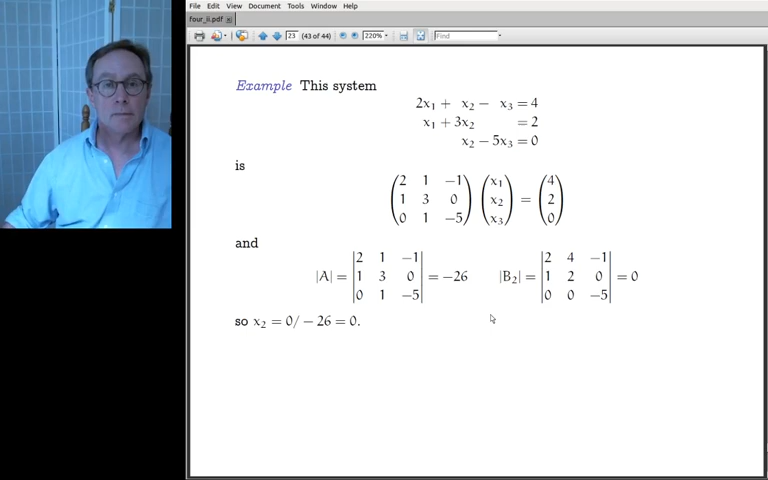 File Edit View Document Tools Window Help
four_ii.pdf
23 (43 of 44) 220% Find
Example This system
2x₁ + x₂ − x₃ = 4
x₁ + 3x₂ = 2
x₂ − 5x₃ = 0
is
(2 1 −1) (x₁) (4)
(1 3 0) (x₂) = (2)
(0 1 −5) (x₃) (0)
and
|2 1 −1| |2 4 −1|
|A| = |1 3 0| = −26 |B₂| = |1 2 0| = 0
|0 1 −5| |0 0 −5|
so x₂ = 0/ − 26 = 0.